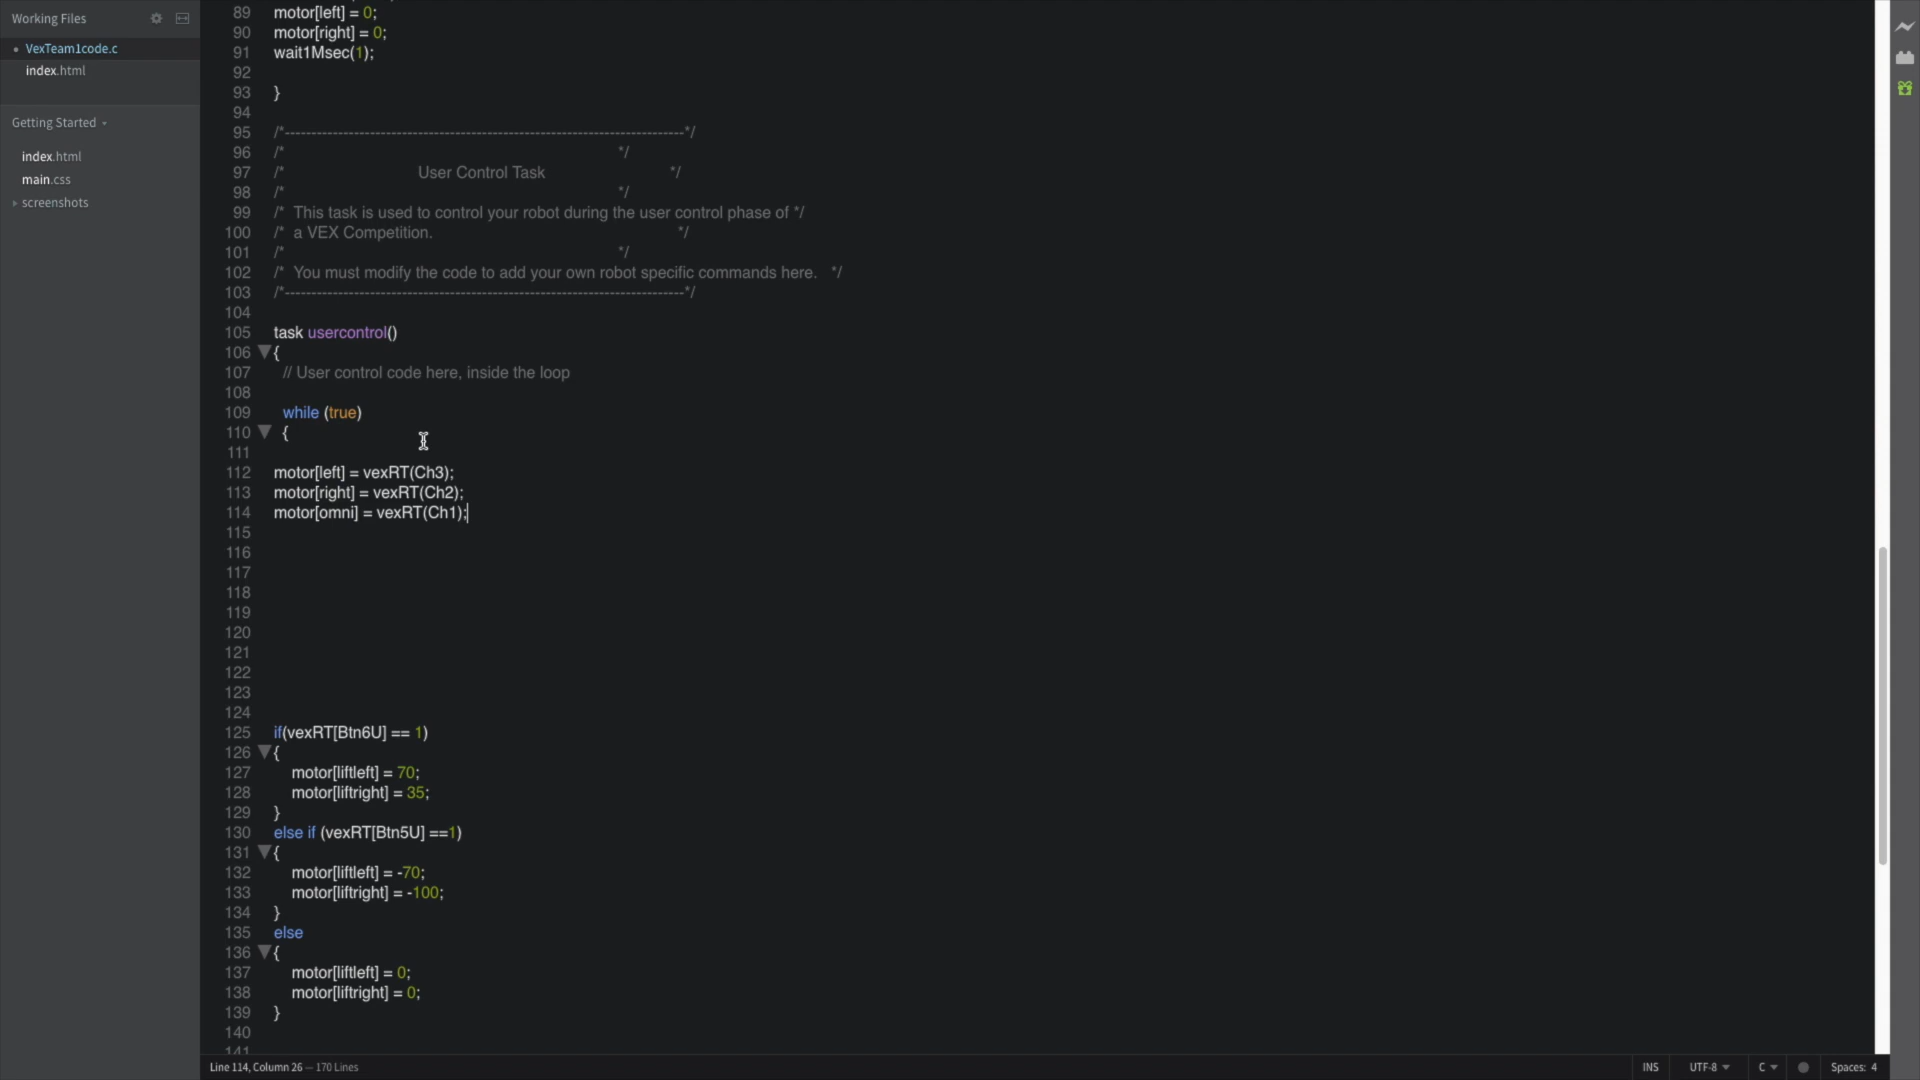 Working Files
VexTeam1code.c
index.html
Getting Started
index.html
main.css
screenshots
89 motor[left] = 0;
90 motor[right] = 0;
91 wait1Msec(1);
92
93 }
94
95 /*----------------------------------------------------------------------------*/
96 /* */
97 /* User Control Task */
98 /* */
99 /* This task is used to control your robot during the user control phase of */
100 /* a VEX Competition. */
101 /* */
102 /* You must modify the code to add your own robot specific commands here. */
103 /*----------------------------------------------------------------------------*/
104
105 task usercontrol()
106 {
107 // User control code here, inside the loop
108
109 while (true)
110 {
111
112 motor[left] = vexRT(Ch3);
113 motor[right] = vexRT(Ch2);
114 motor[omni] = vexRT(Ch1);
115
116
117
118
119
120
121
122
123
124
125 if(vexRT[Btn6U] == 1)
126 {
127 motor[liftleft] = 70;
128 motor[liftright] = 35;
129 }
130 else if (vexRT[Btn5U] ==1)
131 {
132 motor[liftleft] = -70;
133 motor[liftright] = -100;
134 }
135 else
136 {
137 motor[liftleft] = 0;
138 motor[liftright] = 0;
139 }
140
141
Line 114, Column 26 — 170 Lines
INS UTF-8 C Spaces: 4